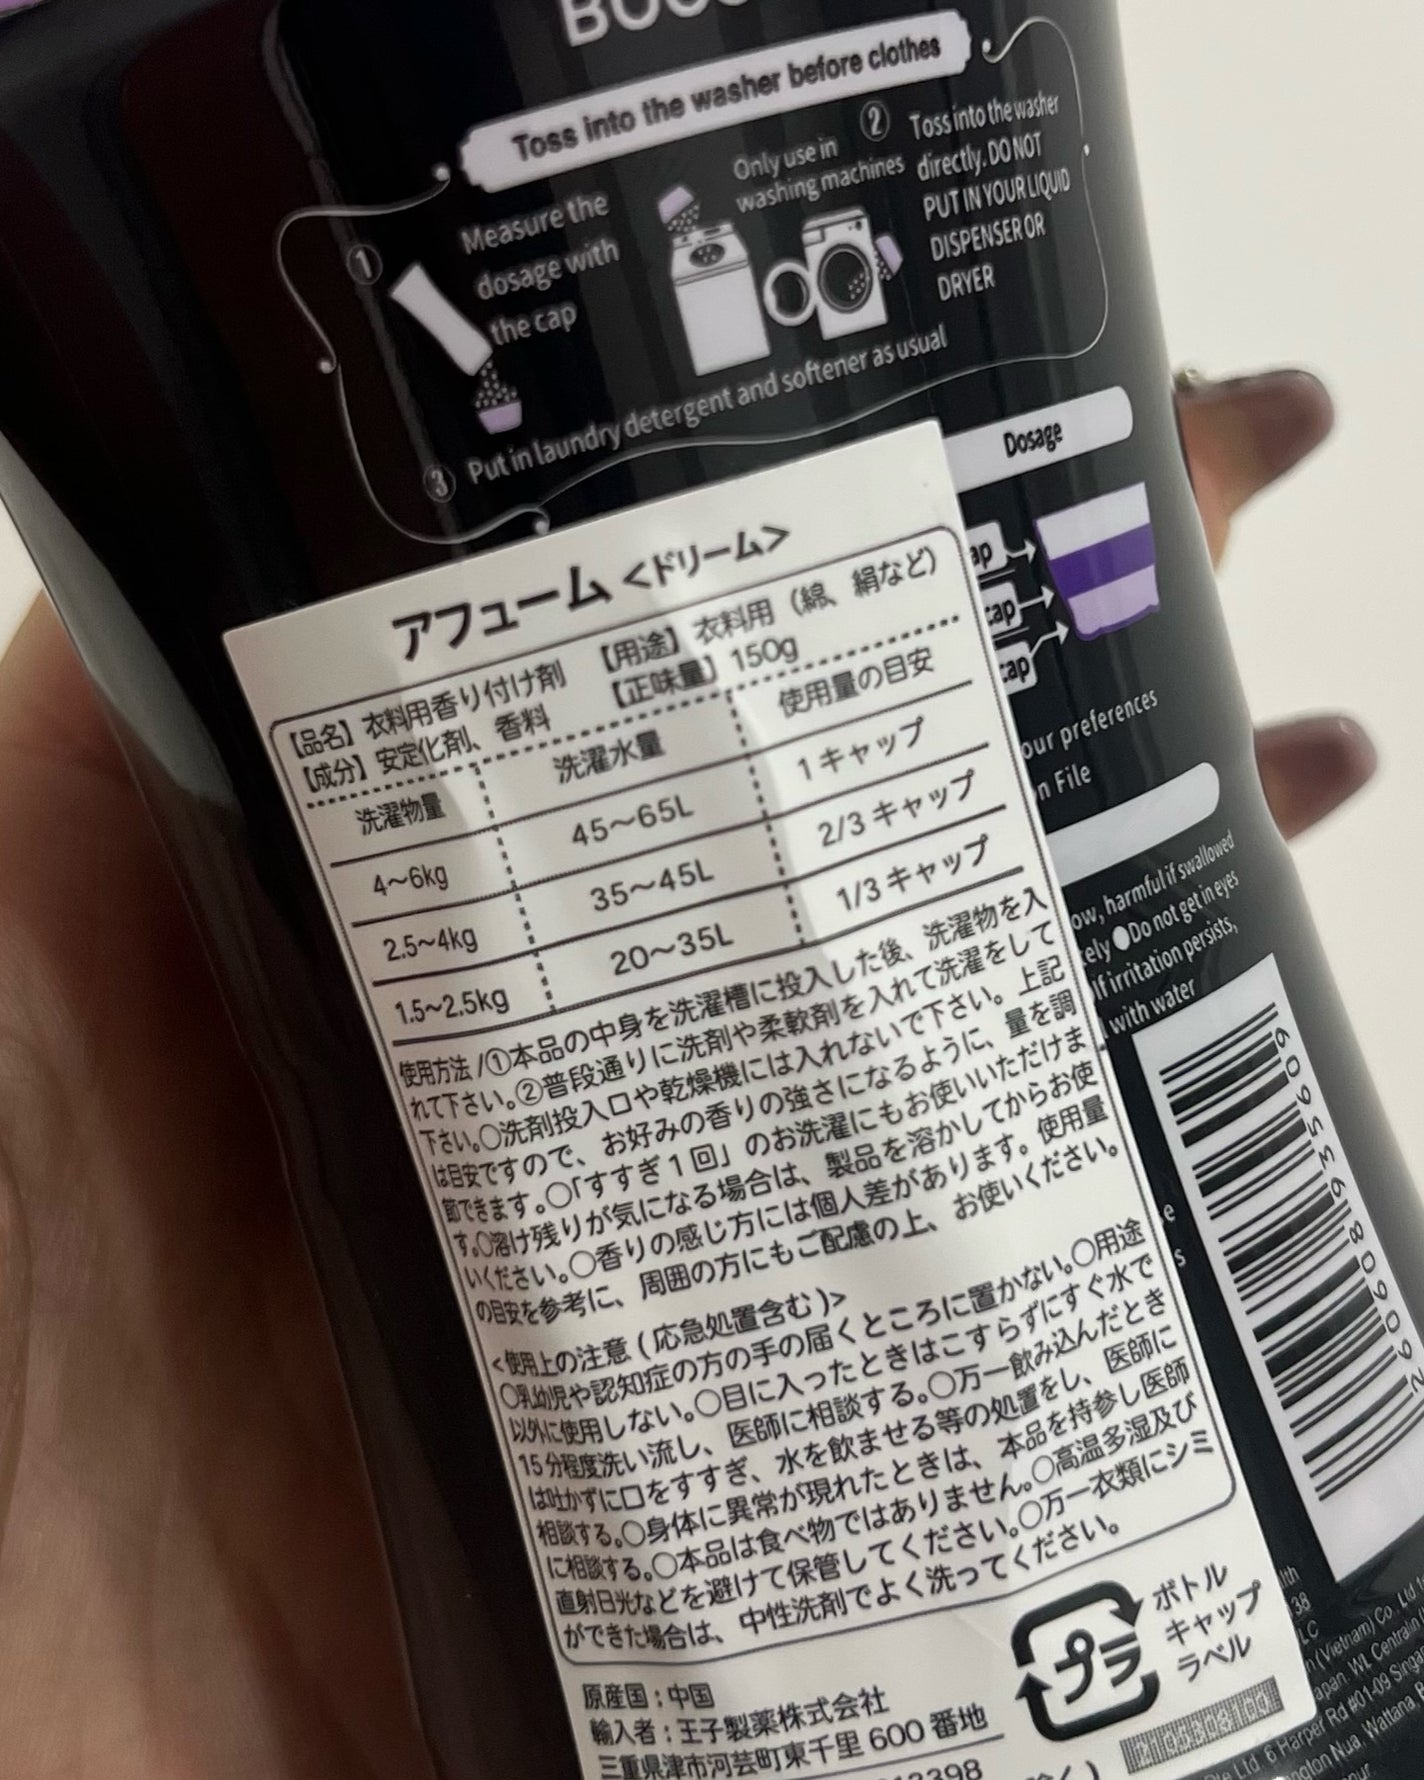 Toss into the washer before clothes
① Measure the
dosage with
the cap
Only use in
washing machines
② Toss into the washer
directly. DO NOT
PUT IN YOUR LIQUID
DISPENSER OR
DRYER
③ Put in laundry detergent and softener as usual
Dosage
アフューム <ドリーム>
【品名】衣料用香り付け剤 【用途】衣料用（綿、絹など）
【成分】安定化剤、香料 【正味量】150g
洗濯物量 洗濯水量 使用量の目安
4～6kg 45～65L 1キャップ
2.5～4kg 35～45L 2/3キャップ
1.5～2.5kg 20～35L 1/3キャップ
使用方法/①本品の中身を洗濯槽に投入した後、洗濯物を入
れて下さい。②普段通りに洗剤や柔軟剤を入れて洗濯をして
下さい。○洗剤投入口や乾燥機には入れないで下さい。上記
は目安ですので、お好みの香りの強さになるように、量を調
節できます。○「すすぎ1回」のお洗濯にもお使いいただけま
す。○溶け残りが気になる場合は、製品を溶かしてからお使
いください。○香りの感じ方には個人差があります。使用量
の目安を参考に、周囲の方にもご配慮の上、お使いください。
<使用上の注意(応急処置含む)>
○乳幼児や認知症の方の手の届くところに置かない。○用途
以外に使用しない。○目に入ったときはこすらずにすぐ水で
15分程度洗い流し、医師に相談する。○万一飲み込んだとき
は吐かずに口をすすぎ、水を飲ませる等の処置をし、医師に
相談する。○身体に異常が現れたときは、本品を持参し医師
に相談する。○本品は食べ物ではありません。○高温多湿及び
直射日光などを避けて保管してください。○万一衣類にシミ
ができた場合は、中性洗剤でよく洗ってください。
原産国：中国
輸入者：王子製薬株式会社
三重県津市河芸町東千里600番地
プラ
ボトル
キャップ
ラベル
our preferences
n File
ow, harmful if swallowed
ely ●Do not get in eyes
If irritation persists,
with water